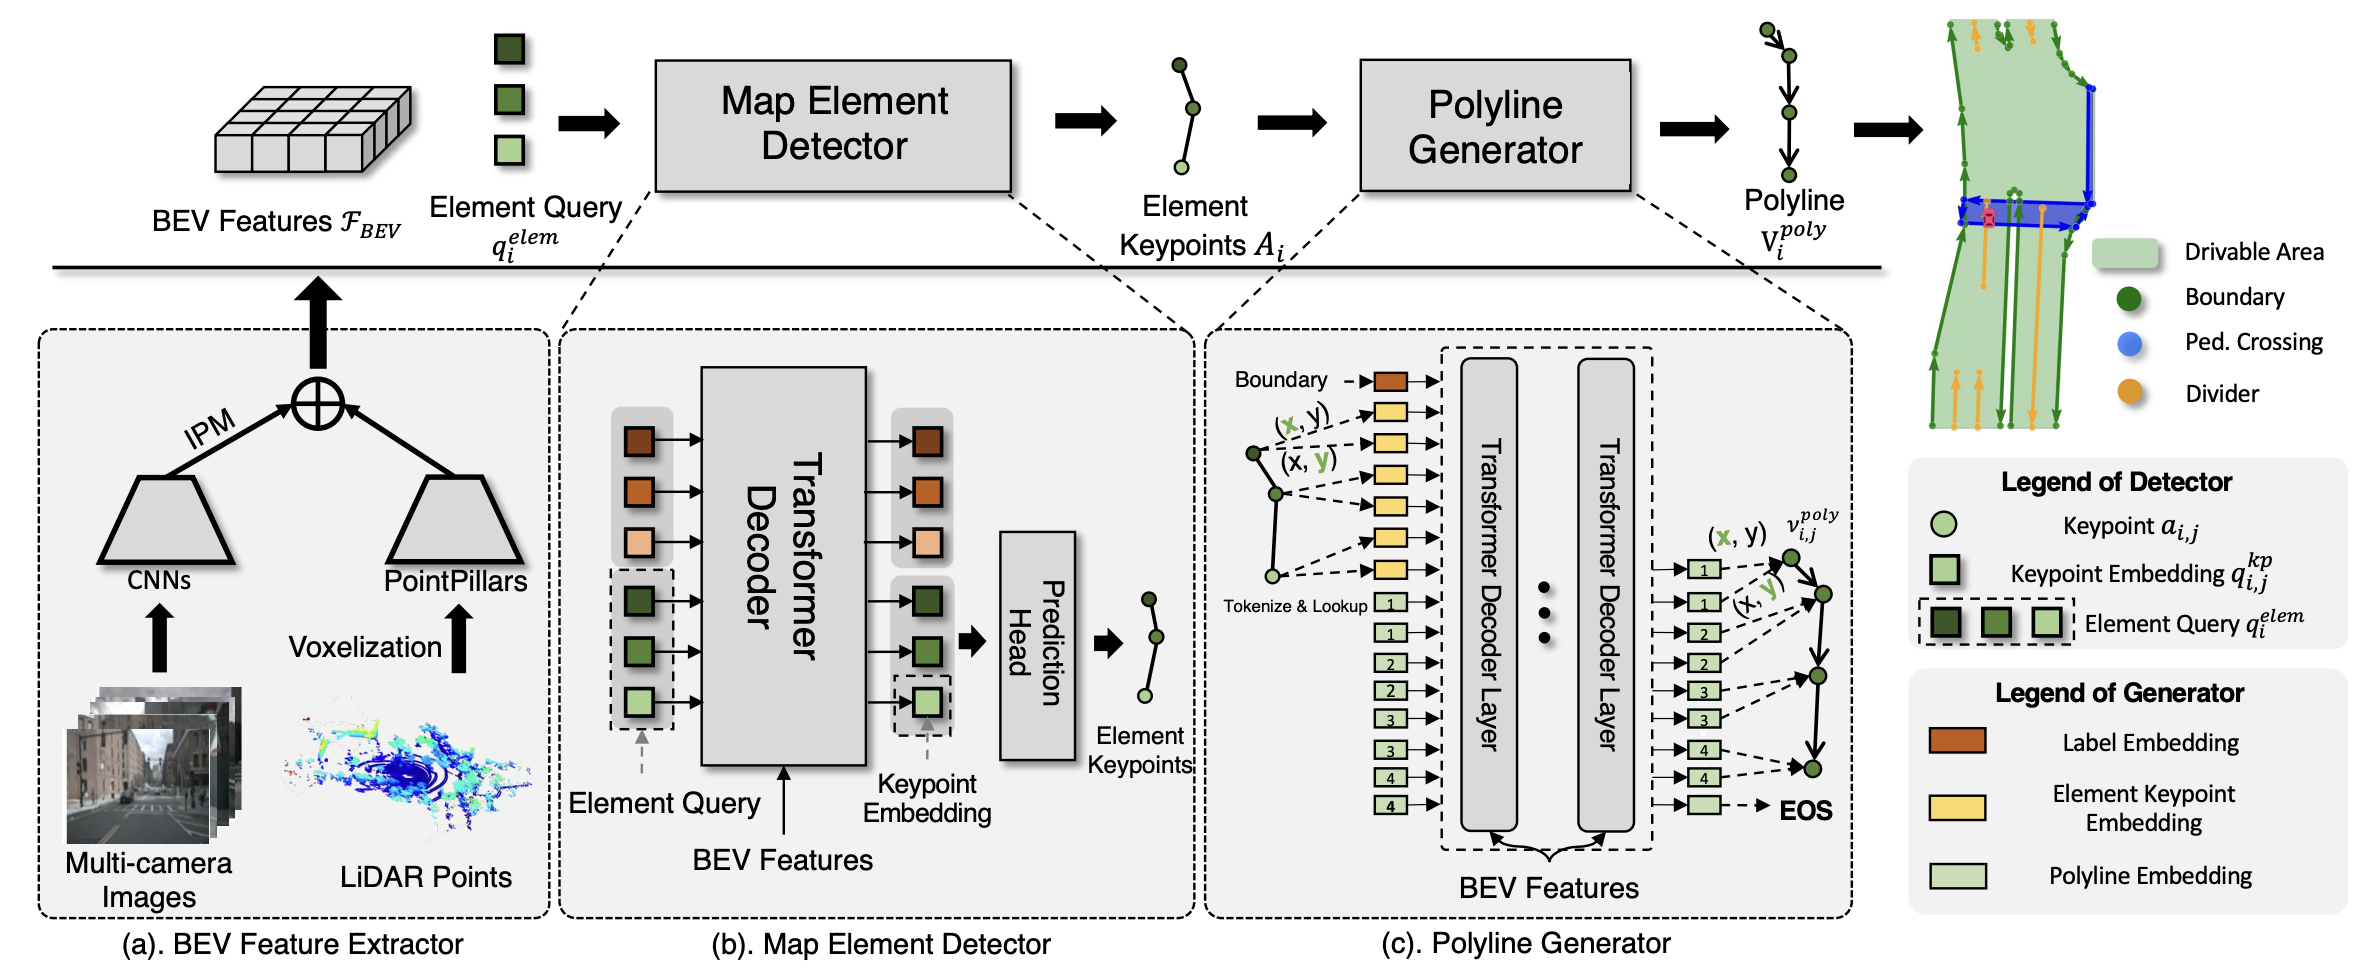 BEV Features ℱ_BEV
Element Query
q_i^elem
Map Element
Detector
Element
Keypoints A_i
Polyline
Generator
Polyline
V_i^poly
Drivable Area
Boundary
Ped. Crossing
Divider
IPM
CNNs
PointPillars
Voxelization
Multi-camera
Images
LiDAR Points
(a). BEV Feature Extractor
Transformer
Decoder
Element Query
BEV Features
Keypoint
Embedding
Prediction
Head
Element
Keypoints
(b). Map Element Detector
Boundary
(x, y)
(x, y)
Tokenize & Lookup
1
1
2
2
3
3
4
4
Transformer Decoder Layer
Transformer Decoder Layer
BEV Features
1
1
2
2
3
3
4
4
(x, y)
(x, y)
v_{i,j}^poly
EOS
(c). Polyline Generator
Legend of Detector
Keypoint a_{i,j}
Keypoint Embedding q_{i,j}^kp
Element Query q_i^elem
Legend of Generator
Label Embedding
Element Keypoint
Embedding
Polyline Embedding